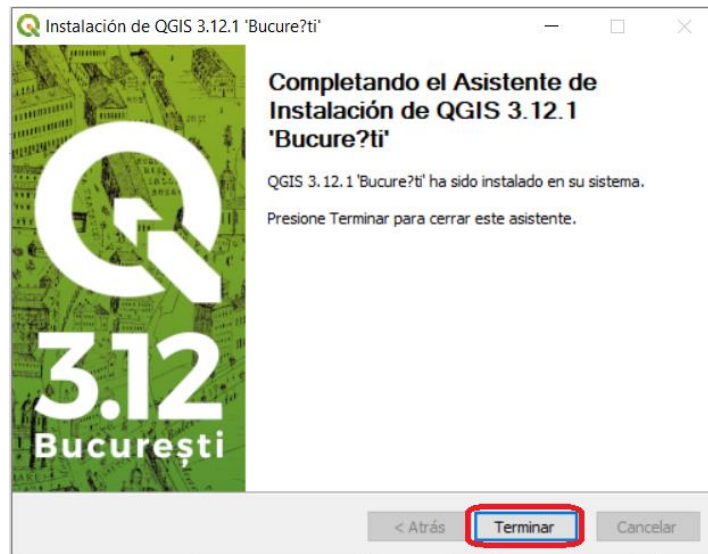 Instalación de QGIS 3.12.1 'Bucure?ti'
Completando el Asistente de
Instalación de QGIS 3.12.1
'Bucure?ti'
QGIS 3.12.1 'Bucure?ti' ha sido instalado en su sistema.
Presione Terminar para cerrar este asistente.
3.12
București
< Atrás
Terminar
Cancelar